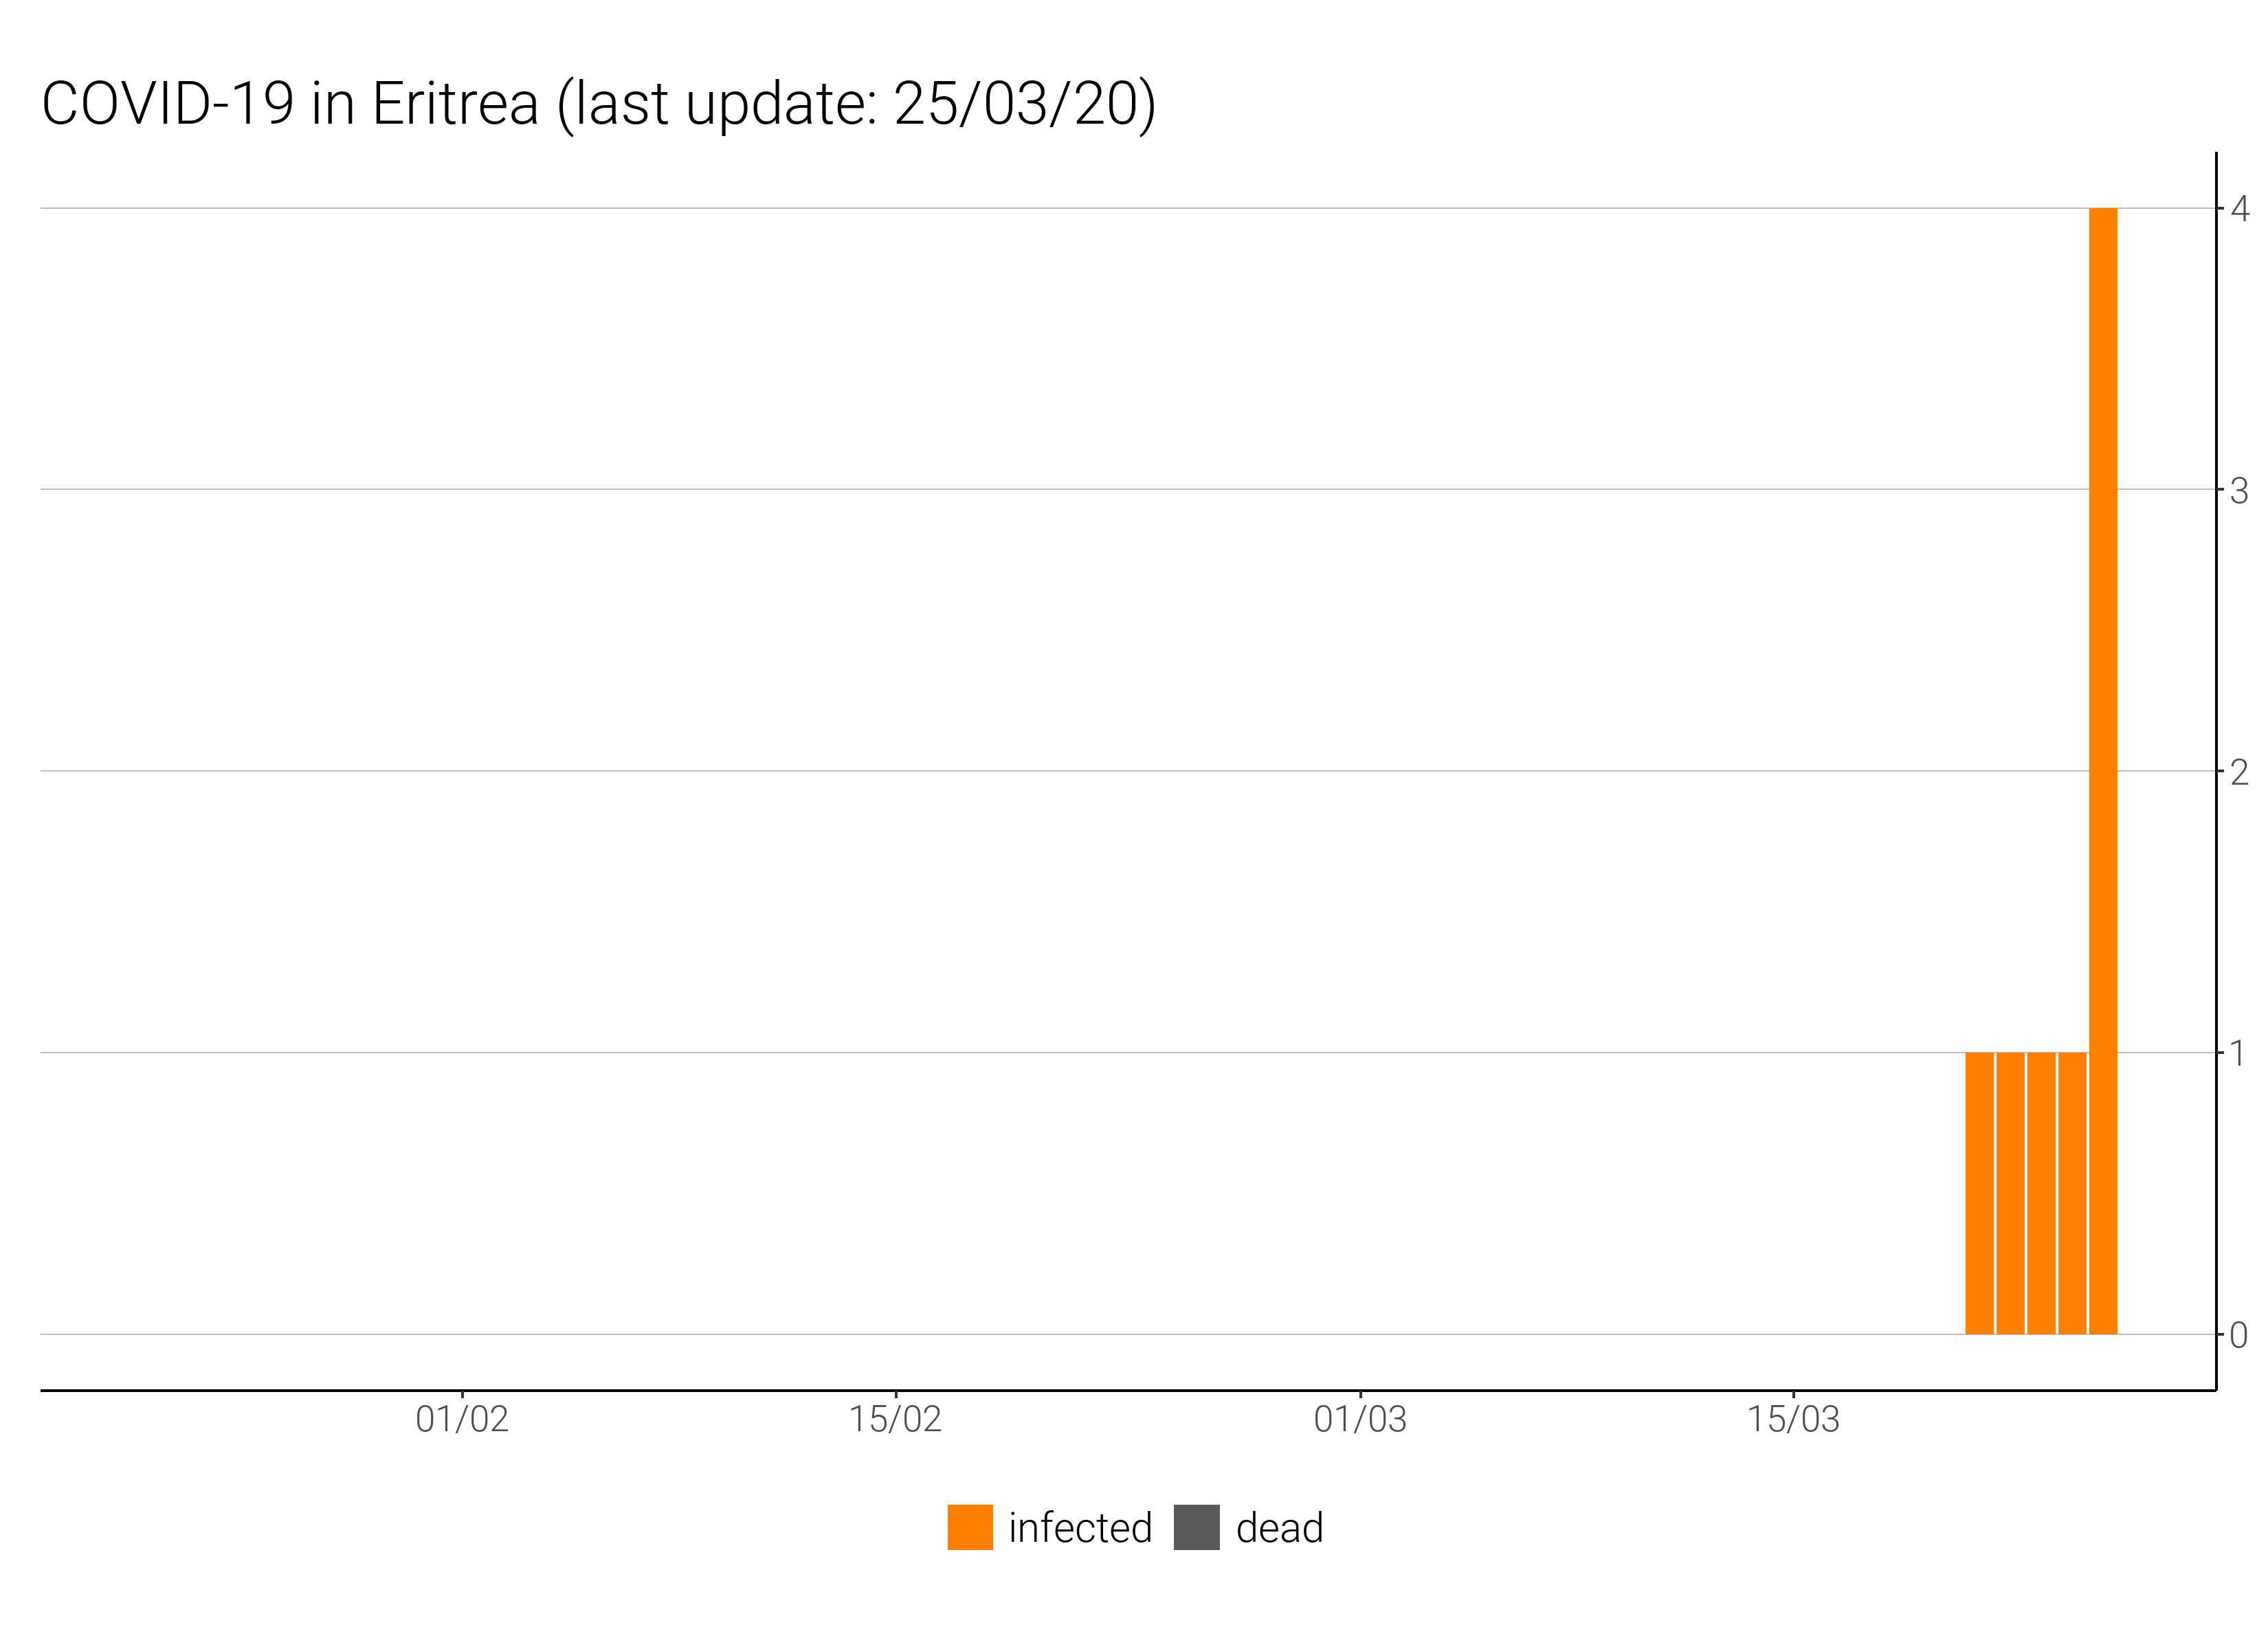 COVID-19 in Eritrea (last update: 25/03/20)
4
3
2
1
0
01/02 15/02 01/03 15/03
infected dead